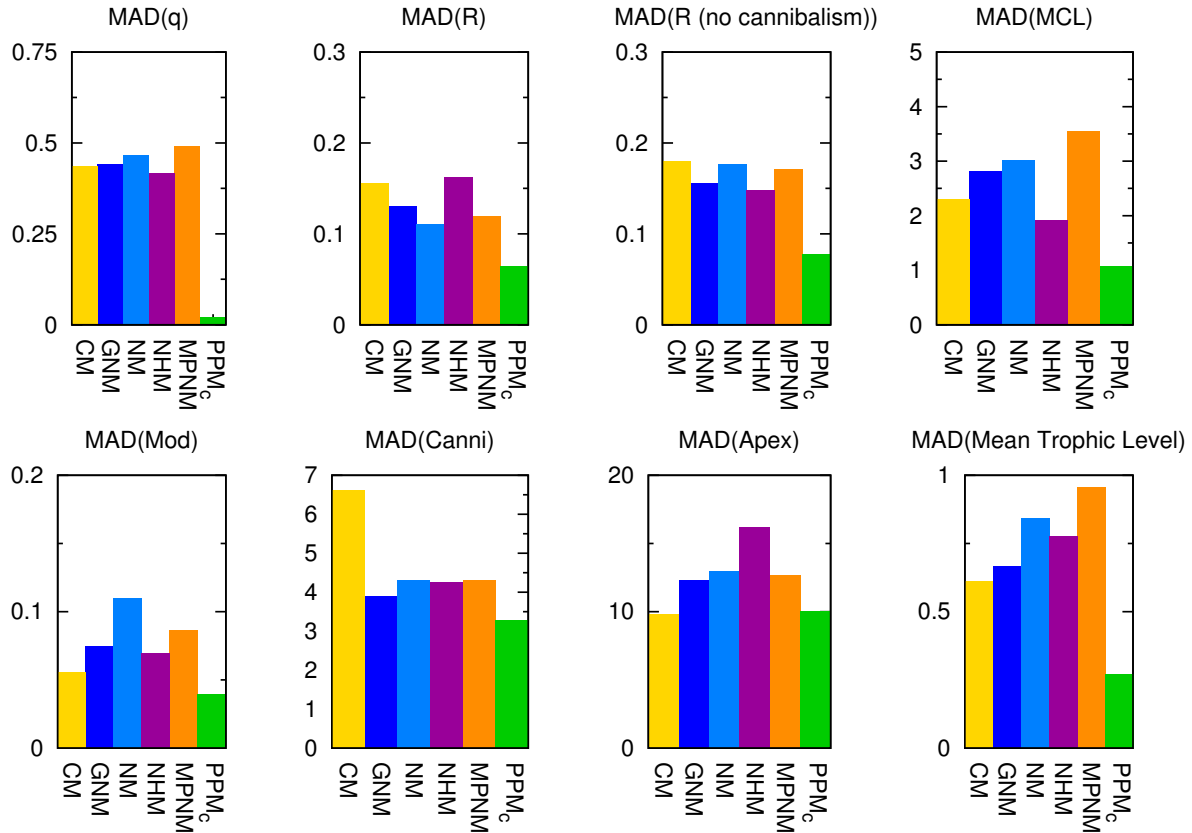 MAD(q)
0.75
0.5
0.25
0
CM
GNM
NM
NHM
MPNM
PPMc
MAD(R)
0.3
0.2
0.1
0
CM
GNM
NM
NHM
MPNM
PPMc
MAD(R (no cannibalism))
0.3
0.2
0.1
0
CM
GNM
NM
NHM
MPNM
PPMc
MAD(MCL)
5
4
3
2
1
0
CM
GNM
NM
NHM
MPNM
PPMc
MAD(Mod)
0.2
0.1
0
CM
GNM
NM
NHM
MPNM
PPMc
MAD(Canni)
7
6
5
4
3
2
1
0
CM
GNM
NM
NHM
MPNM
PPMc
MAD(Apex)
20
10
0
CM
GNM
NM
NHM
MPNM
PPMc
MAD(Mean Trophic Level)
1
0.5
0
CM
GNM
NM
NHM
MPNM
PPMc